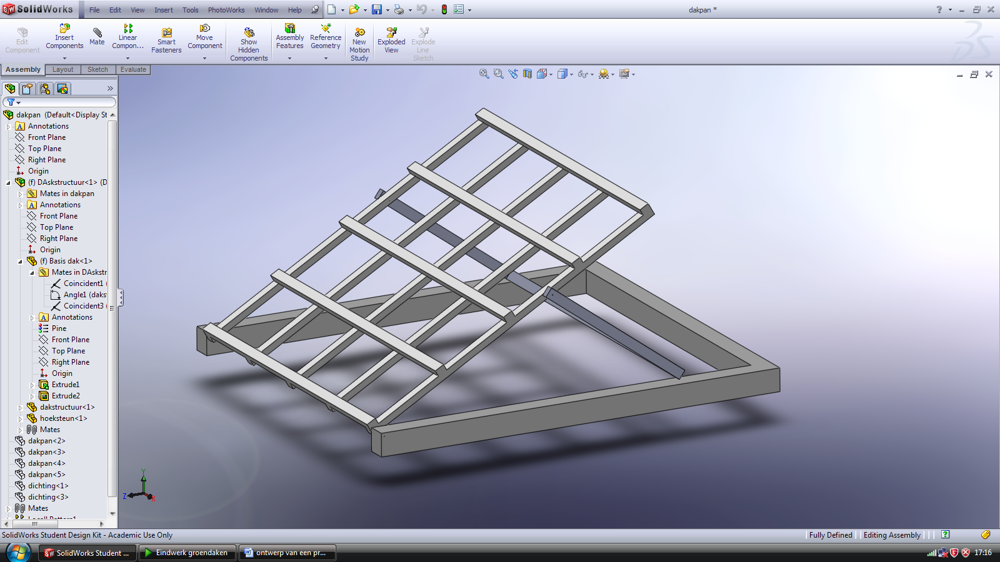 SolidWorks File Edit View Insert Tools PhotoWorks Window Help dakpan *
Edit Component
Insert Components
Mate
Linear Compon...
Smart Fasteners
Move Component
Show Hidden Components
Assembly Features
Reference Geometry
New Motion Study
Exploded View
Explode Line Sketch
Assembly Layout Sketch Evaluate
dakpan (Default<Display St
Annotations
Front Plane
Top Plane
Right Plane
Origin
(f) DAskstructuur<1> (D
Mates in dakpan
Annotations
Front Plane
Top Plane
Right Plane
Origin
(f) Basis dak<1>
Mates in DAskstr
Coincident1 (
Angle1 (daks
Coincident3 (
Annotations
Pine
Front Plane
Top Plane
Right Plane
Origin
Extrude1
Extrude2
dakstructuur<1>
hoeksteun<1>
Mates
dakpan<2>
dakpan<3>
dakpan<4>
dakpan<5>
dichting<1>
dichting<3>
Mates
Y
Z
X
SolidWorks Student Design Kit - Academic Use Only Fully Defined Editing Assembly
SolidWorks Student ... Eindwerk groendaken ontwerp van een pr... 17:16